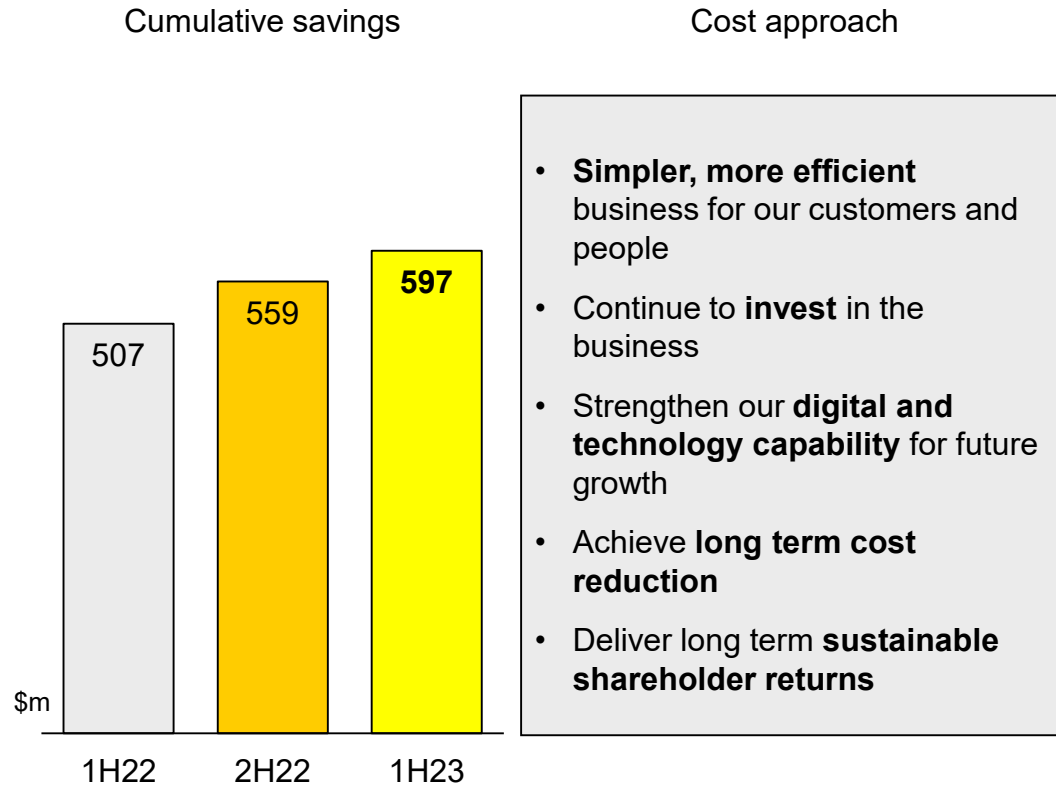 Cumulative savings
507
559
597
$m
1H22 2H22 1H23
Cost approach
• Simpler, more efficient
business for our customers and
people
• Continue to invest in the
business
• Strengthen our digital and
technology capability for future
growth
• Achieve long term cost
reduction
• Deliver long term sustainable
shareholder returns